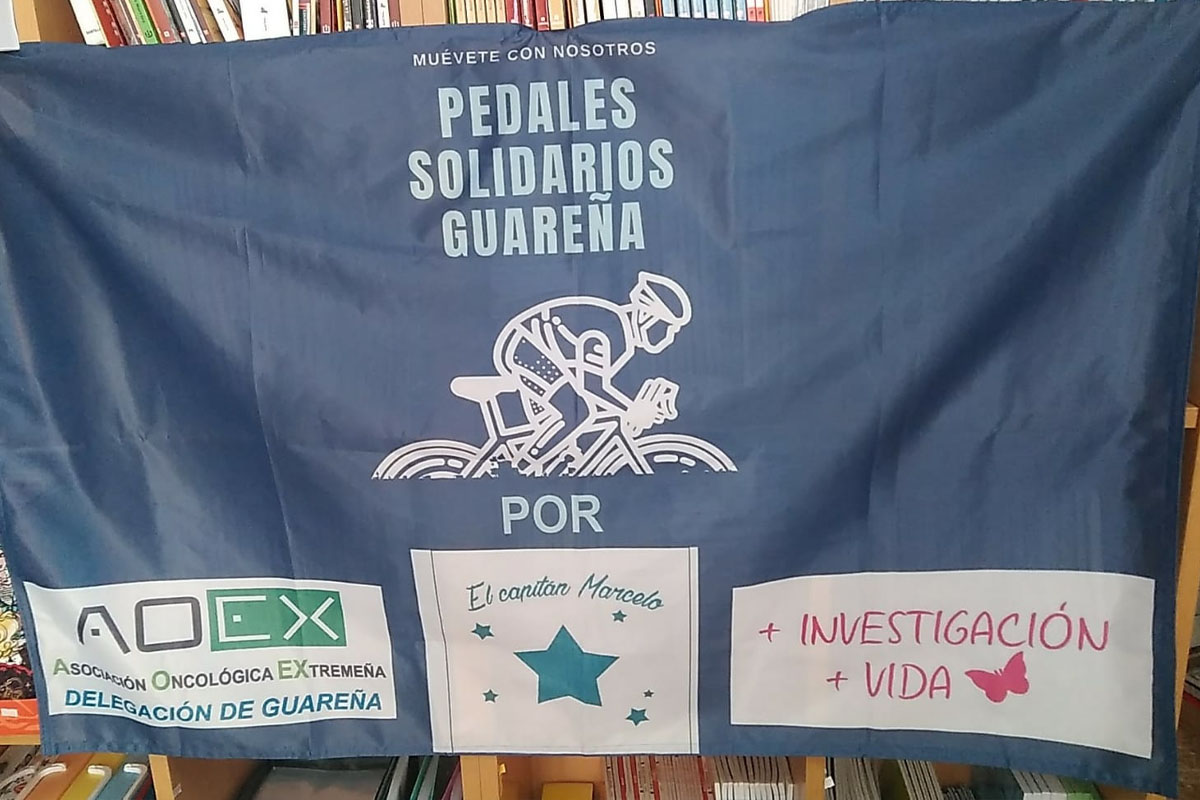 MUÉVETE CON NOSOTROS
PEDALES
SOLIDARIOS
GUAREÑA
POR
AOEX
ASOCIACIÓN ONCOLÓGICA EXTREMEÑA
DELEGACIÓN DE GUAREÑA
El capitán Marcelo
+ INVESTIGACIÓN
+ VIDA